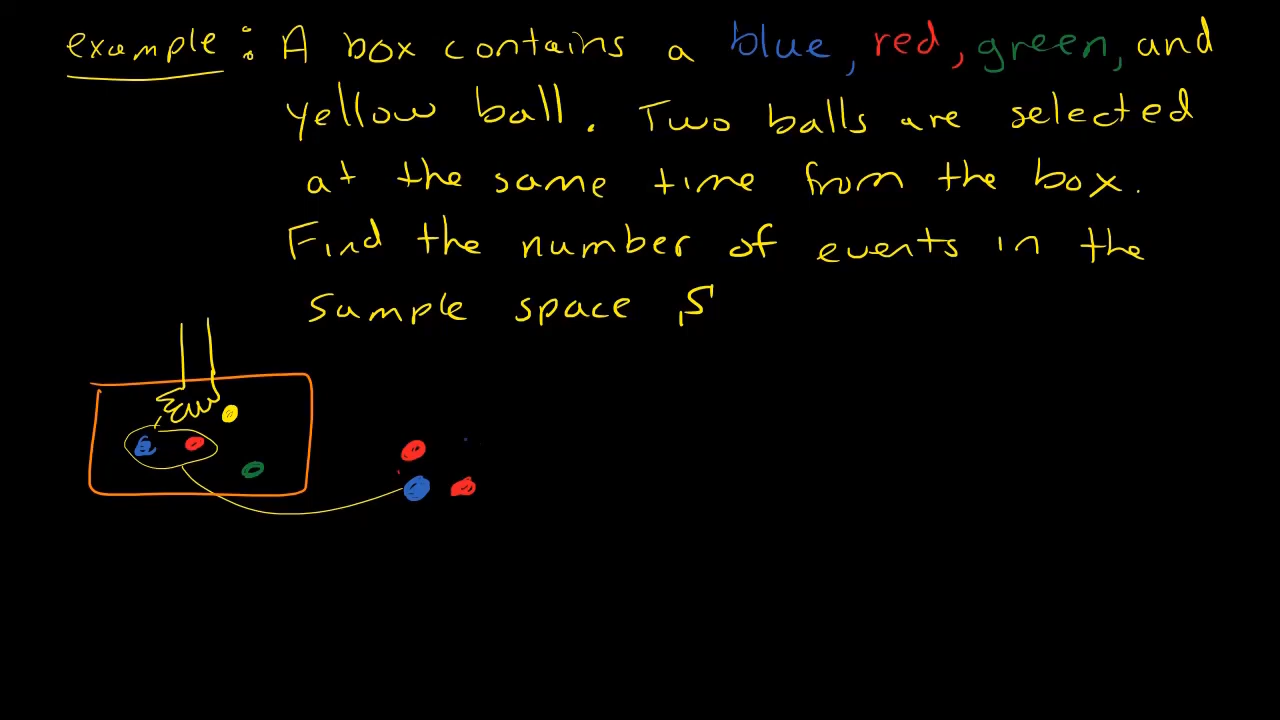 example: A box contains a blue, red, green, and
yellow ball. Two balls are selected
at the same time from the box.
Find the number of events in the
sample space S